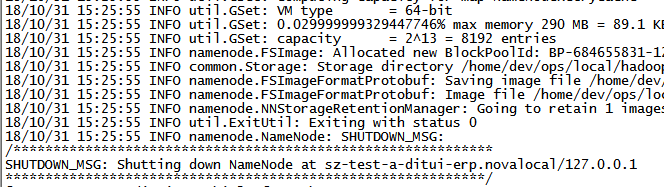 18/10/31 15:25:55 INFO util.GSet: VM type       = 64-bit
18/10/31 15:25:55 INFO util.GSet: 0.029999999329447746% max memory 290 MB = 89.1 KB
18/10/31 15:25:55 INFO util.GSet: capacity      = 2^13 = 8192 entries
18/10/31 15:25:55 INFO namenode.FSImage: Allocated new BlockPoolId: BP-684655831-12
18/10/31 15:25:55 INFO common.Storage: Storage directory /home/dev/ops/local/hadoop
18/10/31 15:25:55 INFO namenode.FSImageFormatProtobuf: Saving image file /home/dev/
18/10/31 15:25:55 INFO namenode.FSImageFormatProtobuf: Image file /home/dev/ops/loc
18/10/31 15:25:55 INFO namenode.NNStorageRetentionManager: Going to retain 1 images
18/10/31 15:25:55 INFO util.ExitUtil: Exiting with status 0
18/10/31 15:25:55 INFO namenode.NameNode: SHUTDOWN_MSG:
/************************************************************
SHUTDOWN_MSG: Shutting down NameNode at sz-test-a-ditui-erp.novalocal/127.0.0.1
************************************************************/